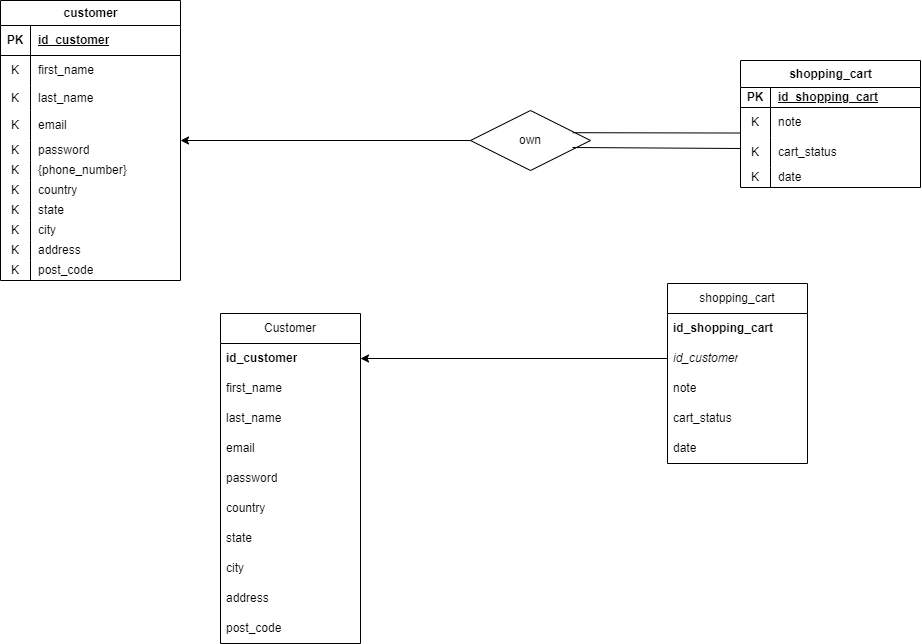 customer
PK id_customer
K first_name
K last_name
K email
K password
K {phone_number}
K country
K state
K city
K address
K post_code
own
shopping_cart
PK id_shopping_cart
K note
K cart_status
K date
Customer
id_customer
first_name
last_name
email
password
country
state
city
address
post_code
shopping_cart
id_shopping_cart
id_customer
note
cart_status
date